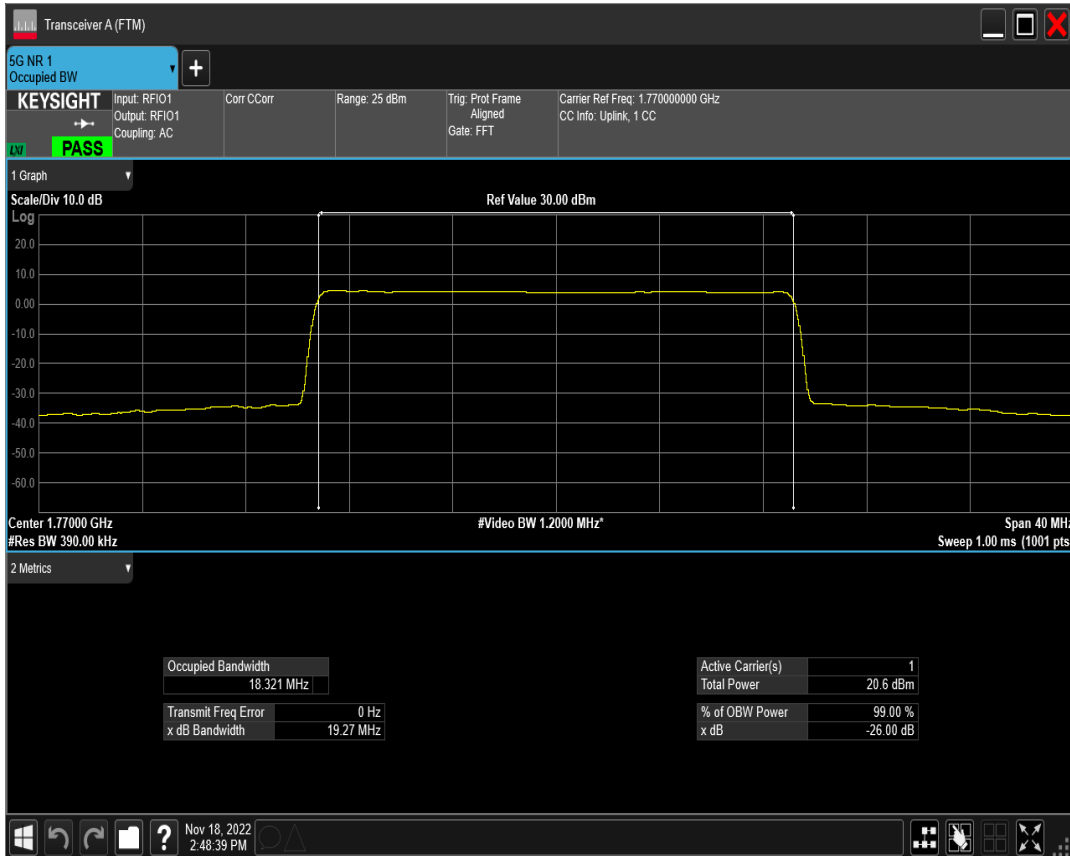 Transceiver A (FTM)
5G NR 1
Occupied BW
+
KEYSIGHT
LXI
PASS
Input: RFIO1
Output: RFIO1
Coupling: AC
Corr CCorr
Range: 25 dBm
Trig: Prot Frame
Aligned
Gate: FFT
Carrier Ref Freq: 1.770000000 GHz
CC Info: Uplink, 1 CC
1 Graph
Scale/Div 10.0 dB
Ref Value 30.00 dBm
Log
20.0
10.0
0.00
-10.0
-20.0
-30.0
-40.0
-50.0
-60.0
Center 1.77000 GHz
#Video BW 1.2000 MHz*
Span 40 MHz
#Res BW 390.00 kHz
Sweep 1.00 ms (1001 pts
2 Metrics
Occupied Bandwidth
18.321 MHz
Transmit Freq Error 0 Hz
x dB Bandwidth 19.27 MHz
Active Carrier(s) 1
Total Power 20.6 dBm
% of OBW Power 99.00 %
x dB -26.00 dB
?
Nov 18, 2022
2:48:39 PM